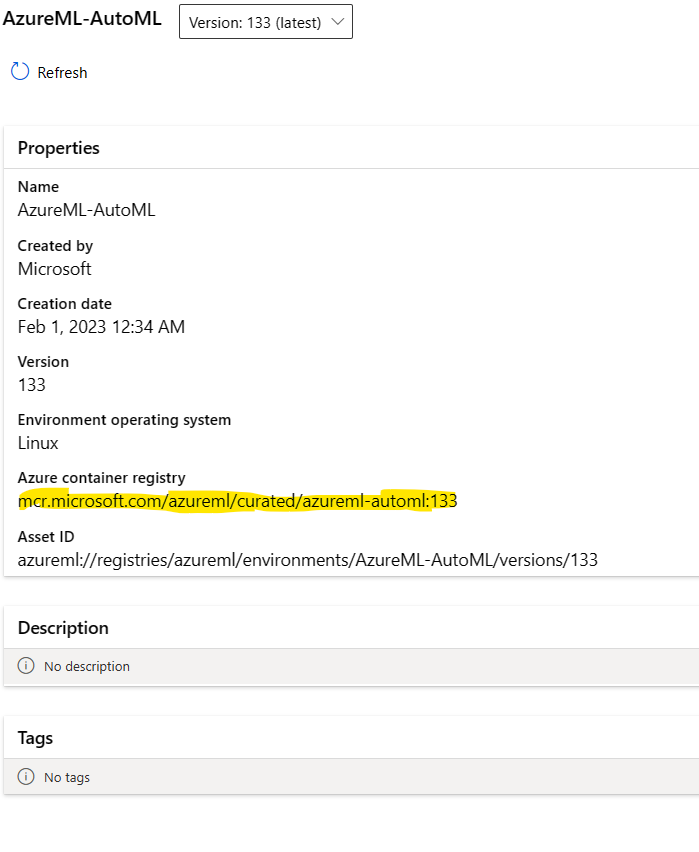 AzureML-AutoML
Version: 133 (latest)
Refresh
Properties
Name
AzureML-AutoML
Created by
Microsoft
Creation date
Feb 1, 2023 12:34 AM
Version
133
Environment operating system
Linux
Azure container registry
mcr.microsoft.com/azureml/curated/azureml-automl:133
Asset ID
azureml://registries/azureml/environments/AzureML-AutoML/versions/133
Description
No description
Tags
No tags